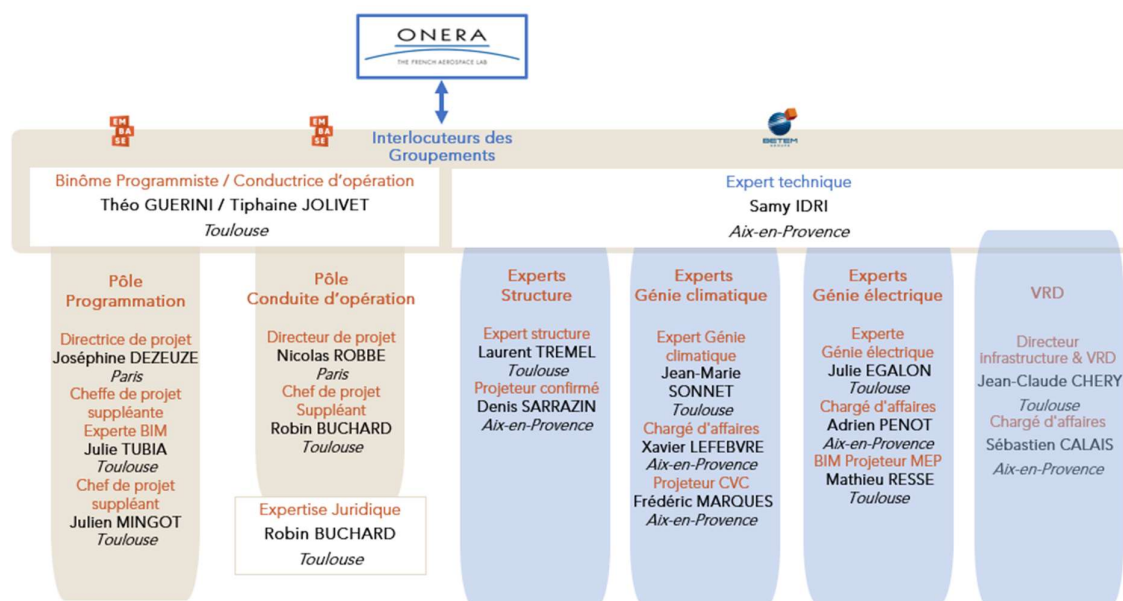 ONERA
THE FRENCH AEROSPACE LAB
EM
BA
SE
EM
BA
SE
Interlocuteurs des
Groupements
BETEM
GROUPE
Binôme Programmiste / Conductrice d'opération
Théo GUERINI / Tiphaine JOLIVET
Toulouse
Expert technique
Samy IDRI
Aix-en-Provence
Pôle
Programmation
Directrice de projet
Joséphine DEZEUZE
Paris
Cheffe de projet
suppléante
Experte BIM
Julie TUBIA
Toulouse
Chef de projet
suppléant
Julien MINGOT
Toulouse
Pôle
Conduite d'opération
Directeur de projet
Nicolas ROBBE
Paris
Chef de projet
Suppléant
Robin BUCHARD
Toulouse
Expertise Juridique
Robin BUCHARD
Toulouse
Experts
Structure
Expert structure
Laurent TREMEL
Toulouse
Projeteur confirmé
Denis SARRAZIN
Aix-en-Provence
Experts
Génie climatique
Expert Génie
climatique
Jean-Marie
SONNET
Toulouse
Chargé d'affaires
Xavier LEFEBVRE
Aix-en-Provence
Projeteur CVC
Frédéric MARQUES
Aix-en-Provence
Experts
Génie électrique
Experte
Génie électrique
Julie EGALON
Toulouse
Chargé d'affaires
Adrien PENOT
Aix-en-Provence
BIM Projeteur MEP
Mathieu RESSE
Toulouse
VRD
Directeur
infrastructure & VRD
Jean-Claude CHERY
Toulouse
Chargé d'affaires
Sébastien CALAIS
Aix-en-Provence